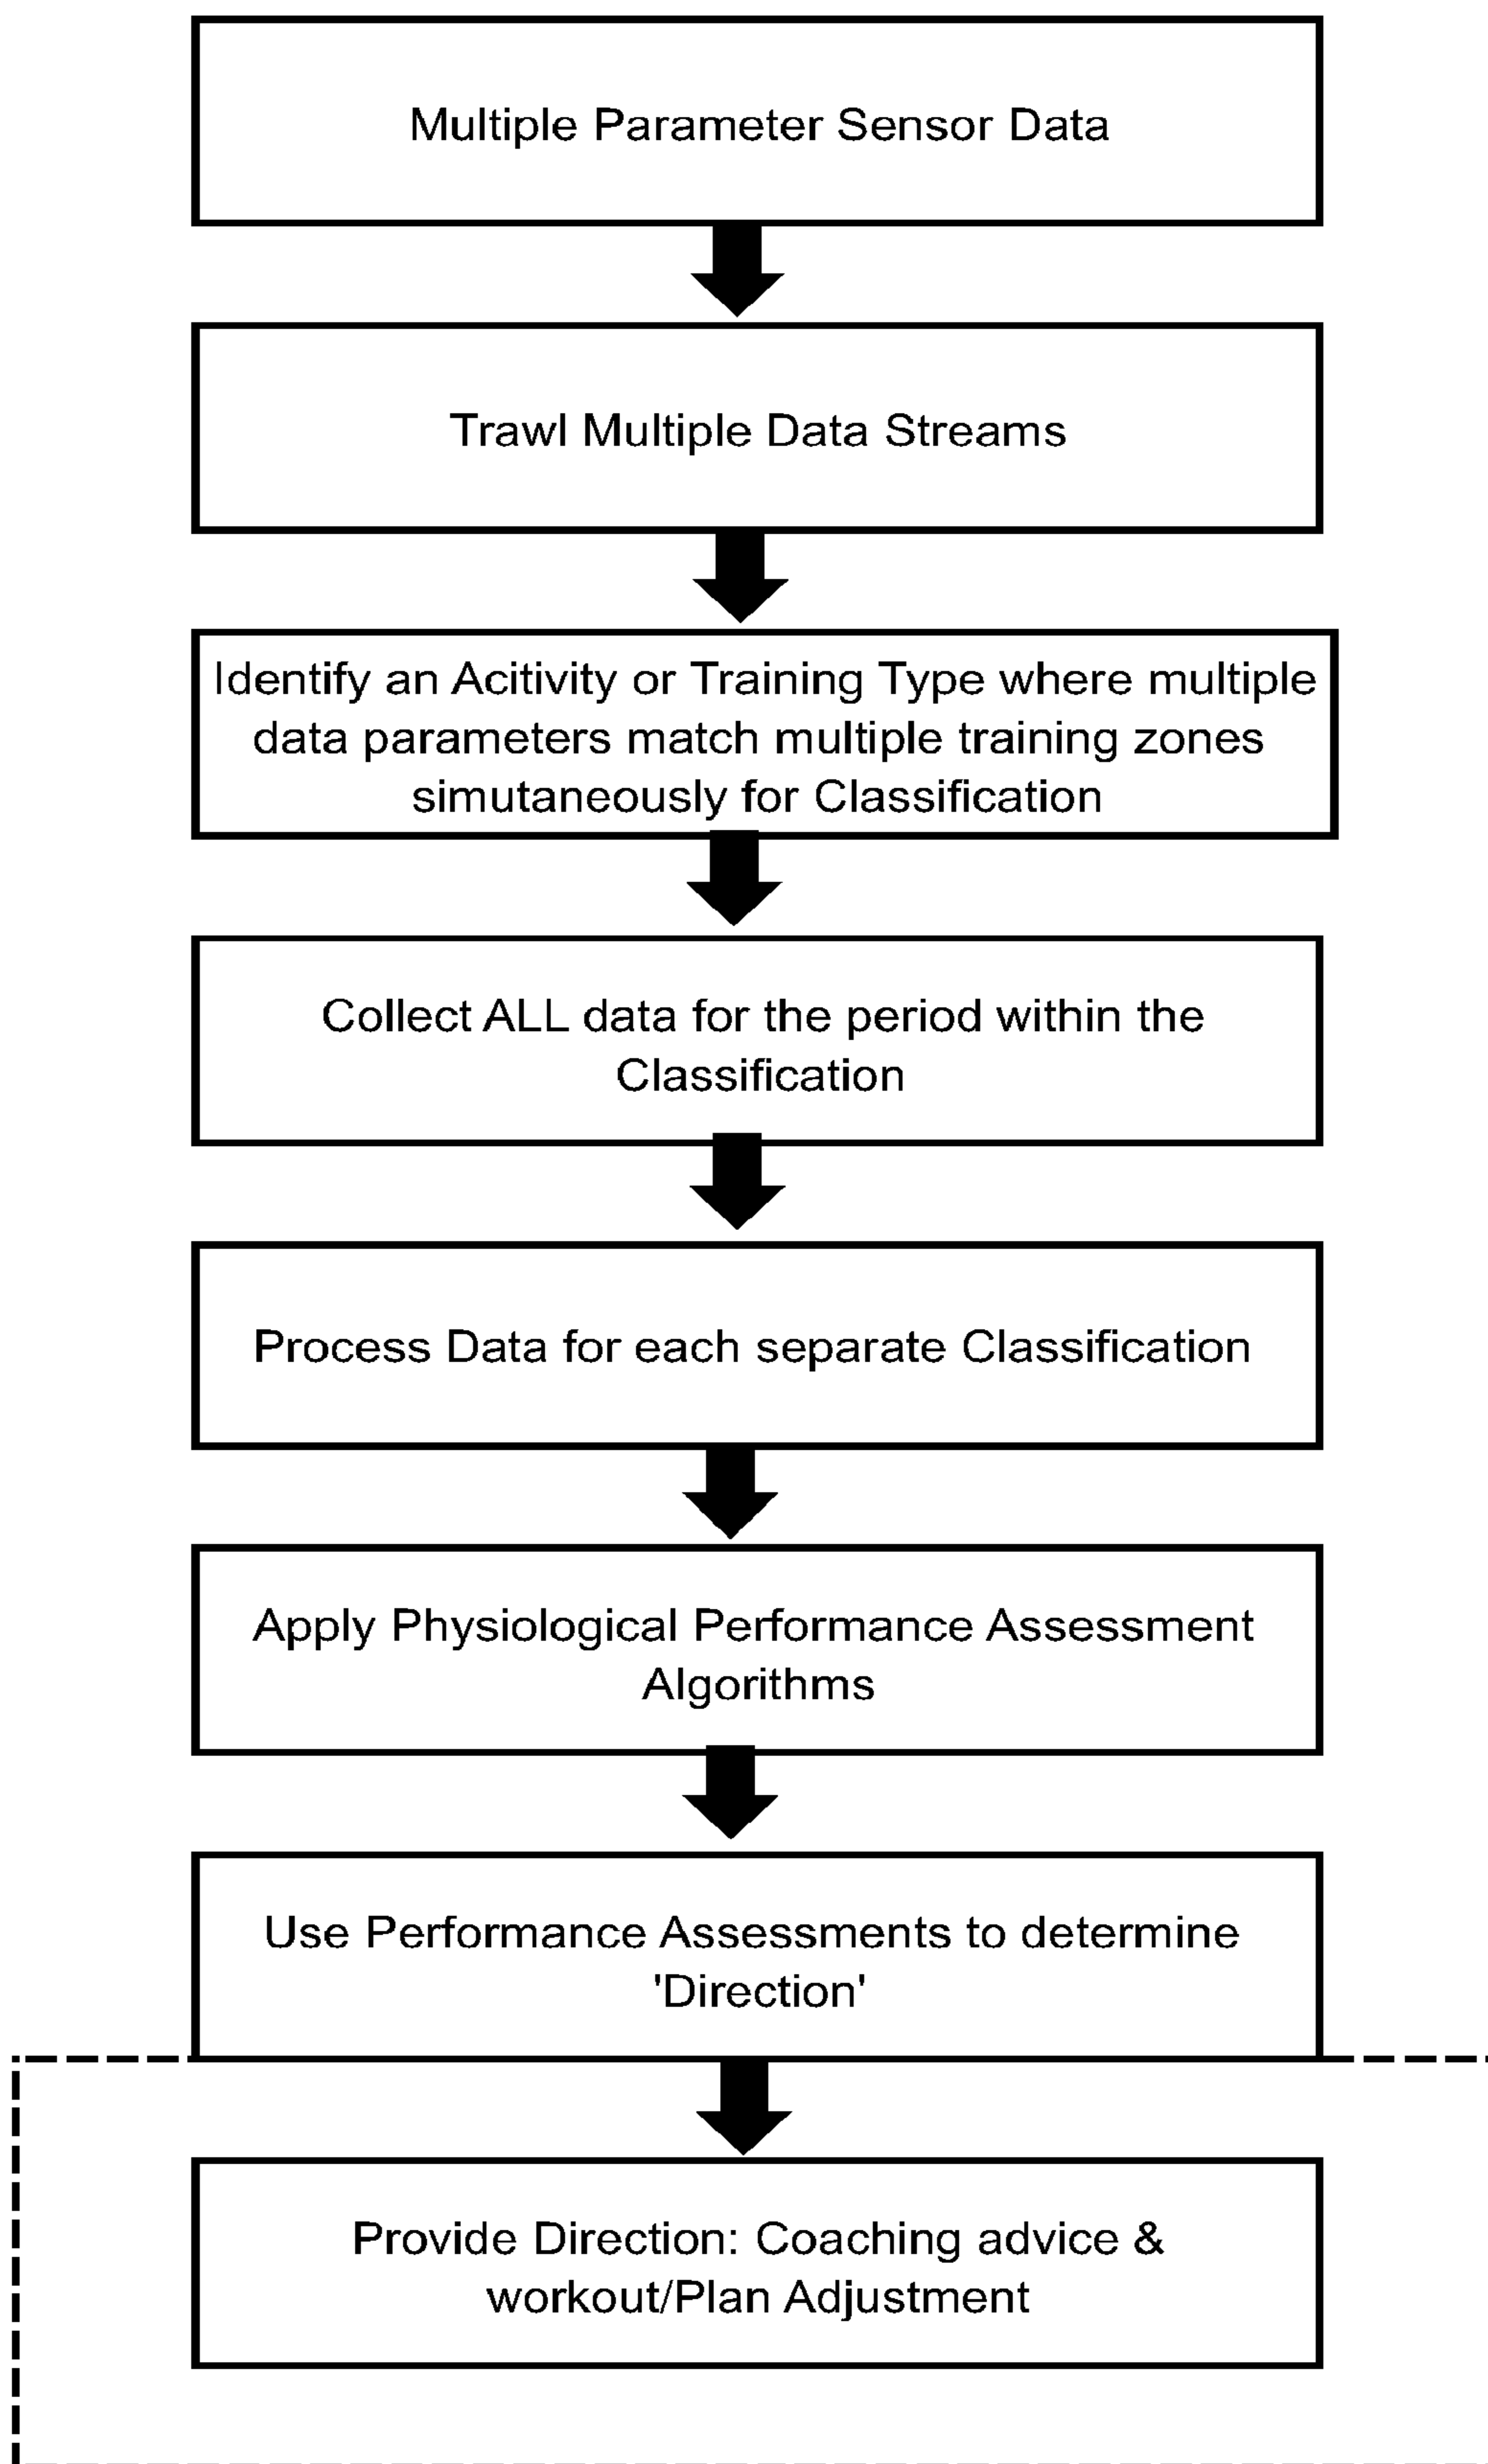 Multiple Parameter Sensor Data
Trawl Multiple Data Streams
Identify an Acitivity or Training Type where multiple
data parameters match multiple training zones
simutaneously for Classification
Collect ALL data for the period within the
Classification
Process Data for each separate Classification
Apply Physiological Performance Assessment
Algorithms
Use Performance Assessments to determine
'Direction'
Provide Direction: Coaching advice &
workout/Plan Adjustment